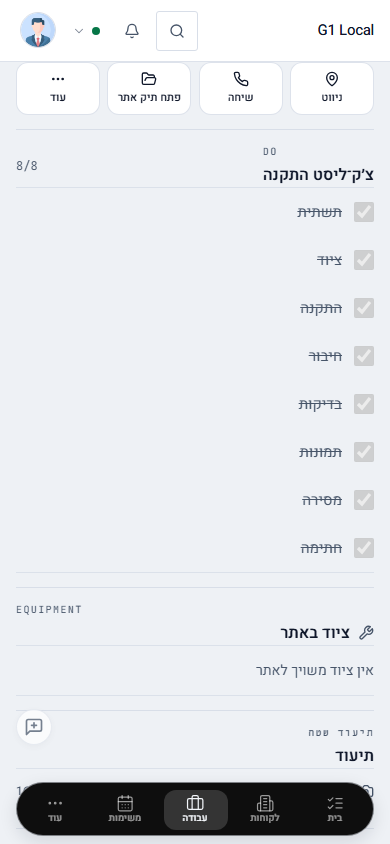 G1 Local
ניווט
שיחה
פתח תיק אתר
עוד
DO
צ׳ק־ליסט התקנה
8/8
תשתית
ציוד
התקנה
חיבור
בדיקות
תמונות
מסירה
חתימה
EQUIPMENT
ציוד באתר
אין ציוד משויך לאתר
תיעוד שטח
תיעוד
בית
לקוחות
עבודה
משימות
עוד